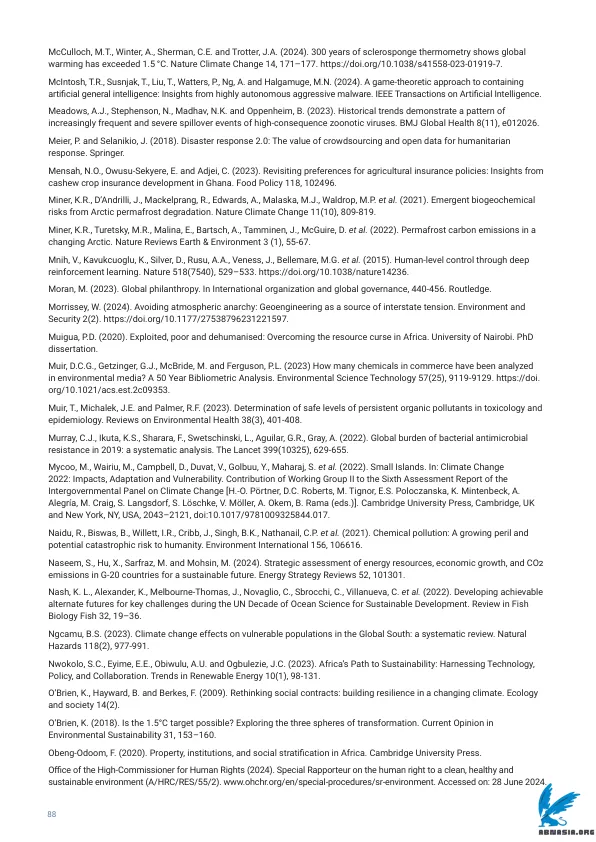 McCulloch, M.T., Winter, A., Sherman, C.E. and Trotter, J.A. (2024). 300 years of sclerosponge thermometry shows global
warming has exceeded 1.5 °C. Nature Climate Change 14, 171–177. https://doi.org/10.1038/s41558-023-01919-7.
McIntosh, T.R., Susnjak, T., Liu, T., Watters, P., Ng, A. and Halgamuge, M.N. (2024). A game-theoretic approach to containing
artificial general intelligence: Insights from highly autonomous aggressive malware. IEEE Transactions on Artificial Intelligence.
Meadows, A.J., Stephenson, N., Madhav, N.K. and Oppenheim, B. (2023). Historical trends demonstrate a pattern of
increasingly frequent and severe spillover events of high-consequence zoonotic viruses. BMJ Global Health 8(11), e012026.
Meier, P. and Selanikio, J. (2018). Disaster response 2.0: The value of crowdsourcing and open data for humanitarian
response. Springer.
Mensah, N.O., Owusu-Sekyere, E. and Adjei, C. (2023). Revisiting preferences for agricultural insurance policies: Insights from
cashew crop insurance development in Ghana. Food Policy 118, 102496.
Miner, K.R., D'Andrilli, J., Mackelprang, R., Edwards, A., Malaska, M.J., Waldrop, M.P. et al. (2021). Emergent biogeochemical
risks from Arctic permafrost degradation. Nature Climate Change 11(10), 809-819.
Miner, K.R., Turetsky, M.R., Malina, E., Bartsch, A., Tamminen, J., McGuire, D. et al. (2022). Permafrost carbon emissions in a
changing Arctic. Nature Reviews Earth & Environment 3 (1), 55-67.
Mnih, V., Kavukcuoglu, K., Silver, D., Rusu, A.A., Veness, J., Bellemare, M.G. et al. (2015). Human-level control through deep
reinforcement learning. Nature 518(7540), 529–533. https://doi.org/10.1038/nature14236.
Moran, M. (2023). Global philanthropy. In International organization and global governance, 440-456. Routledge.
Morrissey, W. (2024). Avoiding atmospheric anarchy: Geoengineering as a source of interstate tension. Environment and
Security 2(2). https://doi.org/10.1177/27538796231221597.
Muigua, P.D. (2020). Exploited, poor and dehumanised: Overcoming the resource curse in Africa. University of Nairobi. PhD
dissertation.
Muir, D.C.G., Getzinger, G.J., McBride, M. and Ferguson, P.L. (2023) How many chemicals in commerce have been analyzed
in environmental media? A 50 Year Bibliometric Analysis. Environmental Science Technology 57(25), 9119-9129. https://doi.
org/10.1021/acs.est.2c09353.
Muir, T., Michalek, J.E. and Palmer, R.F. (2023). Determination of safe levels of persistent organic pollutants in toxicology and
epidemiology. Reviews on Environmental Health 38(3), 401-408.
Murray, C.J., Ikuta, K.S., Sharara, F., Swetschinski, L., Aguilar, G.R., Gray, A. (2022). Global burden of bacterial antimicrobial
resistance in 2019: a systematic analysis. The Lancet 399(10325), 629-655.
Mycoo, M., Wairiu, M., Campbell, D., Duvat, V., Golbuu, Y., Maharaj, S. et al. (2022). Small Islands. In: Climate Change
2022: Impacts, Adaptation and Vulnerability. Contribution of Working Group II to the Sixth Assessment Report of the
Intergovernmental Panel on Climate Change [H.-O. Pörtner, D.C. Roberts, M. Tignor, E.S. Poloczanska, K. Mintenbeck, A.
Alegría, M. Craig, S. Langsdorf, S. Löschke, V. Möller, A. Okem, B. Rama (eds.)]. Cambridge University Press, Cambridge, UK
and New York, NY, USA, 2043–2121, doi:10.1017/9781009325844.017.
Naidu, R., Biswas, B., Willett, I.R., Cribb, J., Singh, B.K., Nathanail, C.P. et al. (2021). Chemical pollution: A growing peril and
potential catastrophic risk to humanity. Environment International 156, 106616.
Naseem, S., Hu, X., Sarfraz, M. and Mohsin, M. (2024). Strategic assessment of energy resources, economic growth, and CO2
emissions in G-20 countries for a sustainable future. Energy Strategy Reviews 52, 101301.
Nash, K. L., Alexander, K., Melbourne-Thomas, J., Novaglio, C., Sbrocchi, C., Villanueva, C. et al. (2022). Developing achievable
alternate futures for key challenges during the UN Decade of Ocean Science for Sustainable Development. Review in Fish
Biology Fish 32, 19–36.
Ngcamu, B.S. (2023). Climate change effects on vulnerable populations in the Global South: a systematic review. Natural
Hazards 118(2), 977-991.
Nwokolo, S.C., Eyime, E.E., Obiwulu, A.U. and Ogbulezie, J.C. (2023). Africa's Path to Sustainability: Harnessing Technology,
Policy, and Collaboration. Trends in Renewable Energy 10(1), 98-131.
O'Brien, K., Hayward, B. and Berkes, F. (2009). Rethinking social contracts: building resilience in a changing climate. Ecology
and society 14(2).
O'Brien, K. (2018). Is the 1.5°C target possible? Exploring the three spheres of transformation. Current Opinion in
Environmental Sustainability 31, 153–160.
Obeng-Odoom, F. (2020). Property, institutions, and social stratification in Africa. Cambridge University Press.
Office of the High-Commissioner for Human Rights (2024). Special Rapporteur on the human right to a clean, healthy and
sustainable environment (A/HRC/RES/55/2). www.ohchr.org/en/special-procedures/sr-environment. Accessed on: 28 June 2024.
88
ABNASIA.ORG